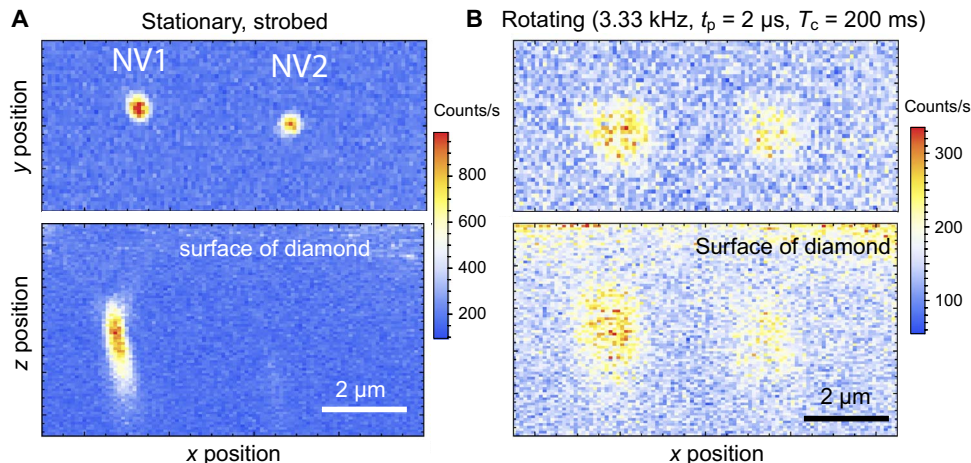 A
Stationary, strobed
NV1
NV2
y position
Counts/s
800
600
400
200
surface of diamond
z position
2 µm
x position
B
Rotating (3.33 kHz, tp = 2 µs, Tc = 200 ms)
Counts/s
300
200
100
Surface of diamond
2 µm
x position